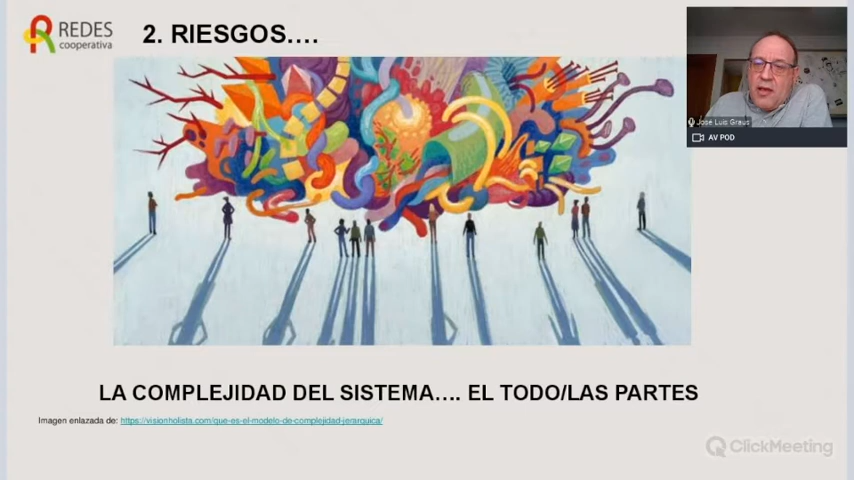 REDES
cooperativa
2. RIESGOS....
José Luis Graus
AV POD
LA COMPLEJIDAD DEL SISTEMA.... EL TODO/LAS PARTES
Imagen enlazada de: https://visionholista.com/que-es-el-modelo-de-complejidad-jerarquica/
ClickMeeting